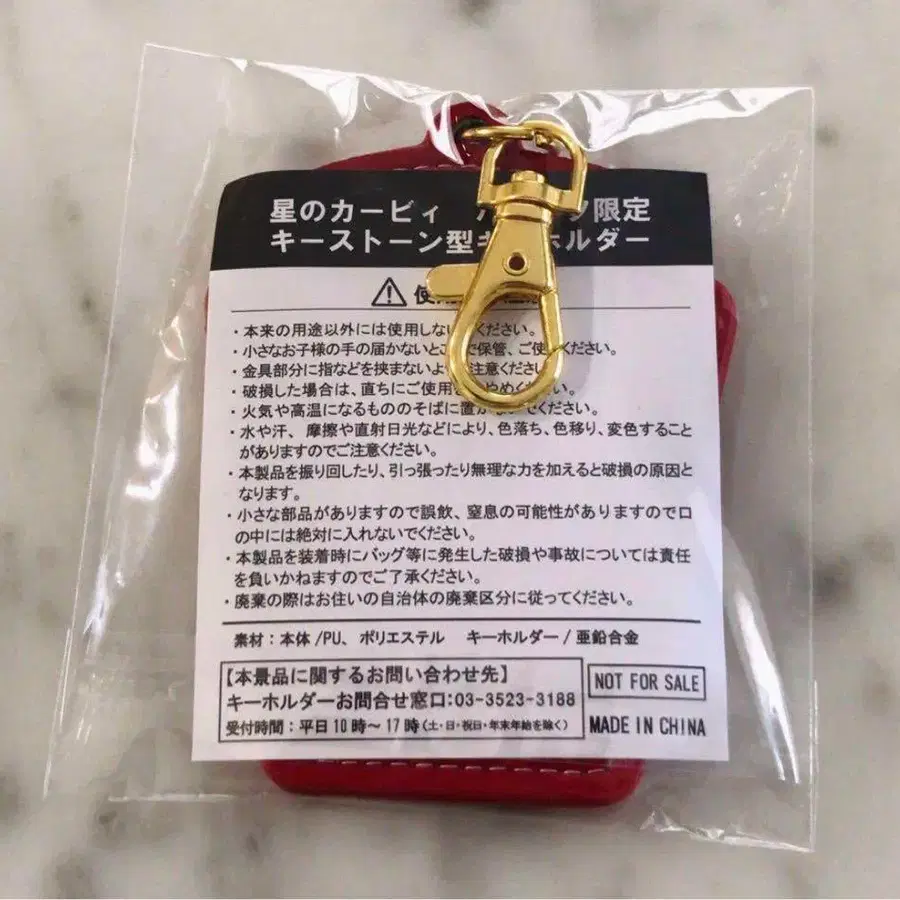 星のカービィ 限定
キーストーン型キーホルダー
使用
・本来の用途以外には使用しないください。
・小さなお子様の手の届かないとこで保管、ご使ください。
・金具部分に指などを挟まないよう注意くださ
・破損した場合は、直ちにご使用やめく
・火気や高温になるもののそばに置かないでください。
・水や汗、摩擦や直射日光などにより、色落ち、色移り、変色すること
がありますのでご注意ください。
・本製品を振り回したり、引っ張ったり無理な力を加えると破損の原因と
なります。
・小さな部品がありますので誤飲、窒息の可能性がありますので口
の中には絶対に入れないでください。
・本製品を装着時にバッグ等に発生した破損や事故については責任
を負いかねますのでご了承ください。
・廃棄の際はお住いの自治体の廃棄区分に従ってください。
素材：本体/PU、ポリエステル キーホルダー/亜鉛合金
【本景品に関するお問い合わせ先】
キーホルダーお問合せ窓口:03-3523-3188
受付時間：平日10時～17時(土・日・祝日・年末年始を除く)
NOT FOR SALE
MADE IN CHINA